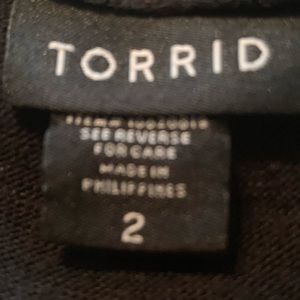 TORRID
SEE REVERSE
FOR CARE
MADE IN
PHILIPPINES
2